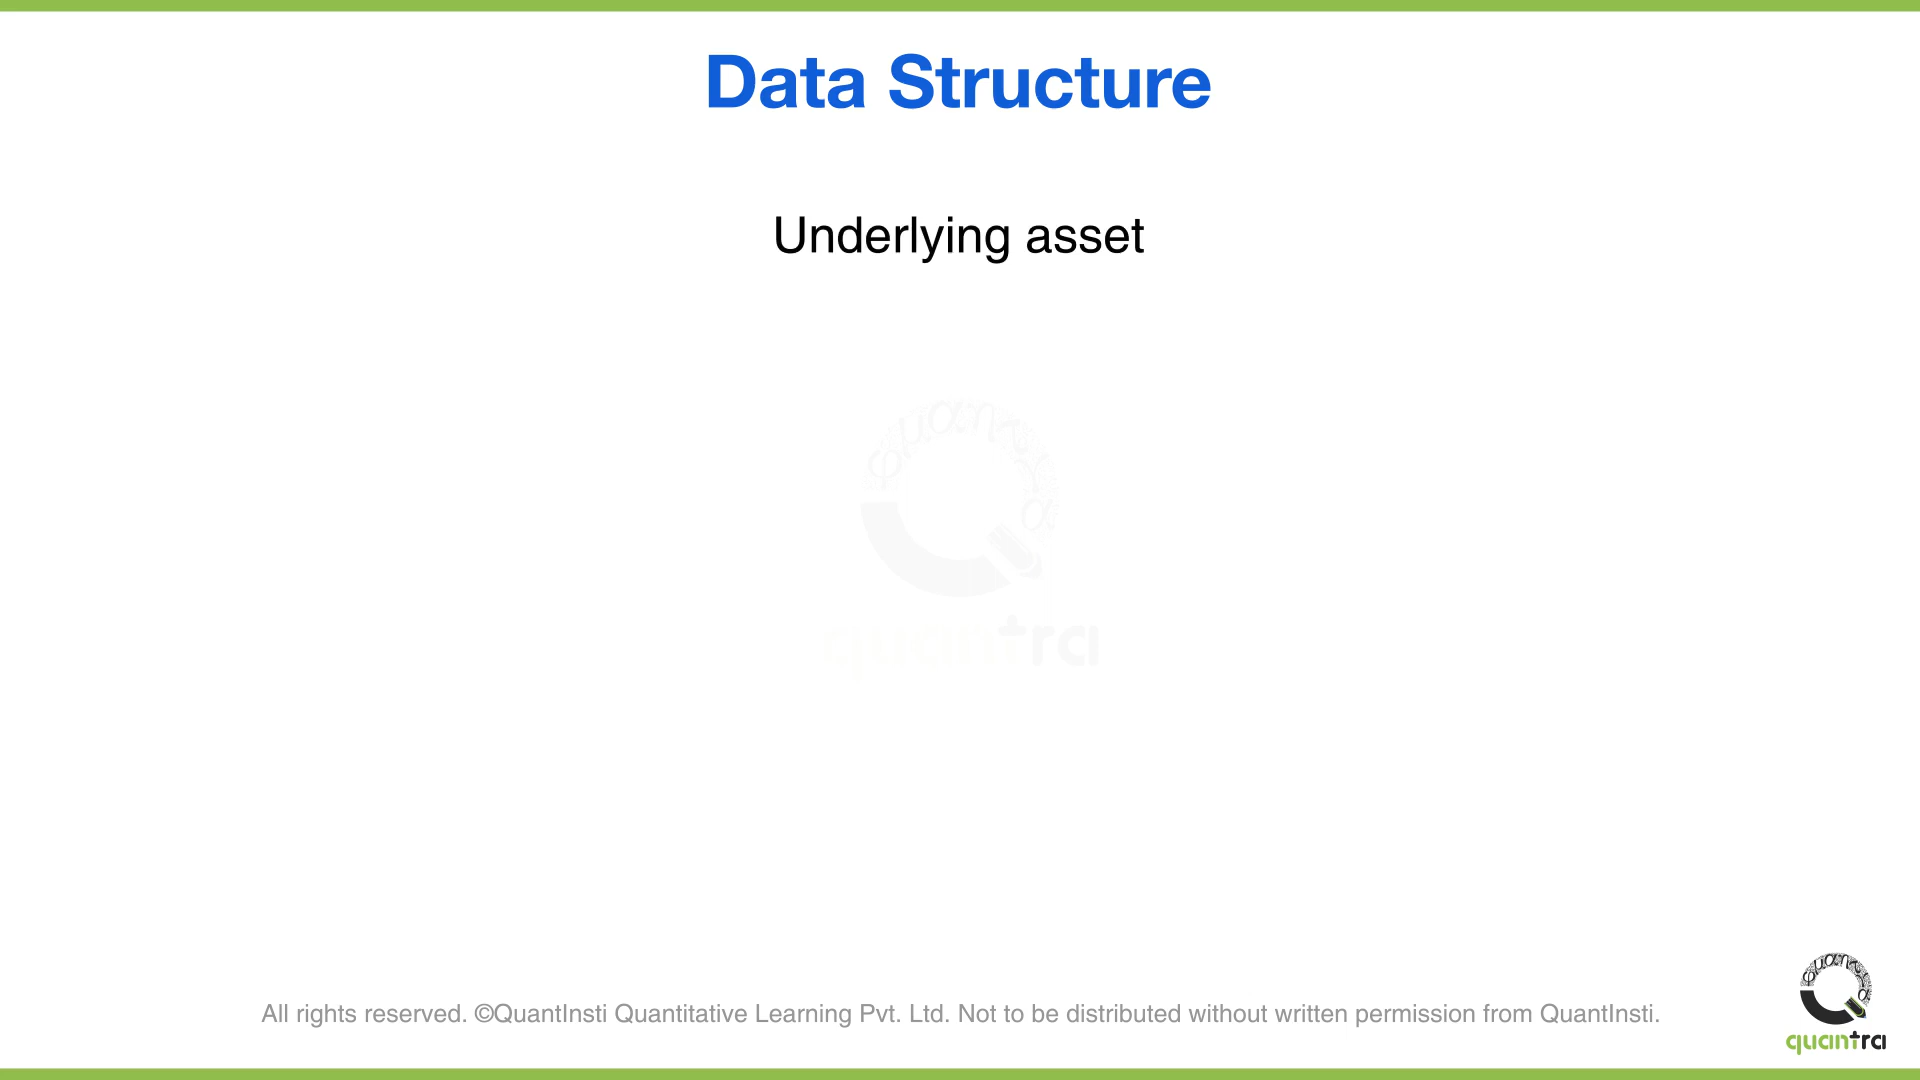 Data Structure
Underlying asset
quantra
All rights reserved. ©QuantInsti Quantitative Learning Pvt. Ltd. Not to be distributed without written permission from QuantInsti.
quantra